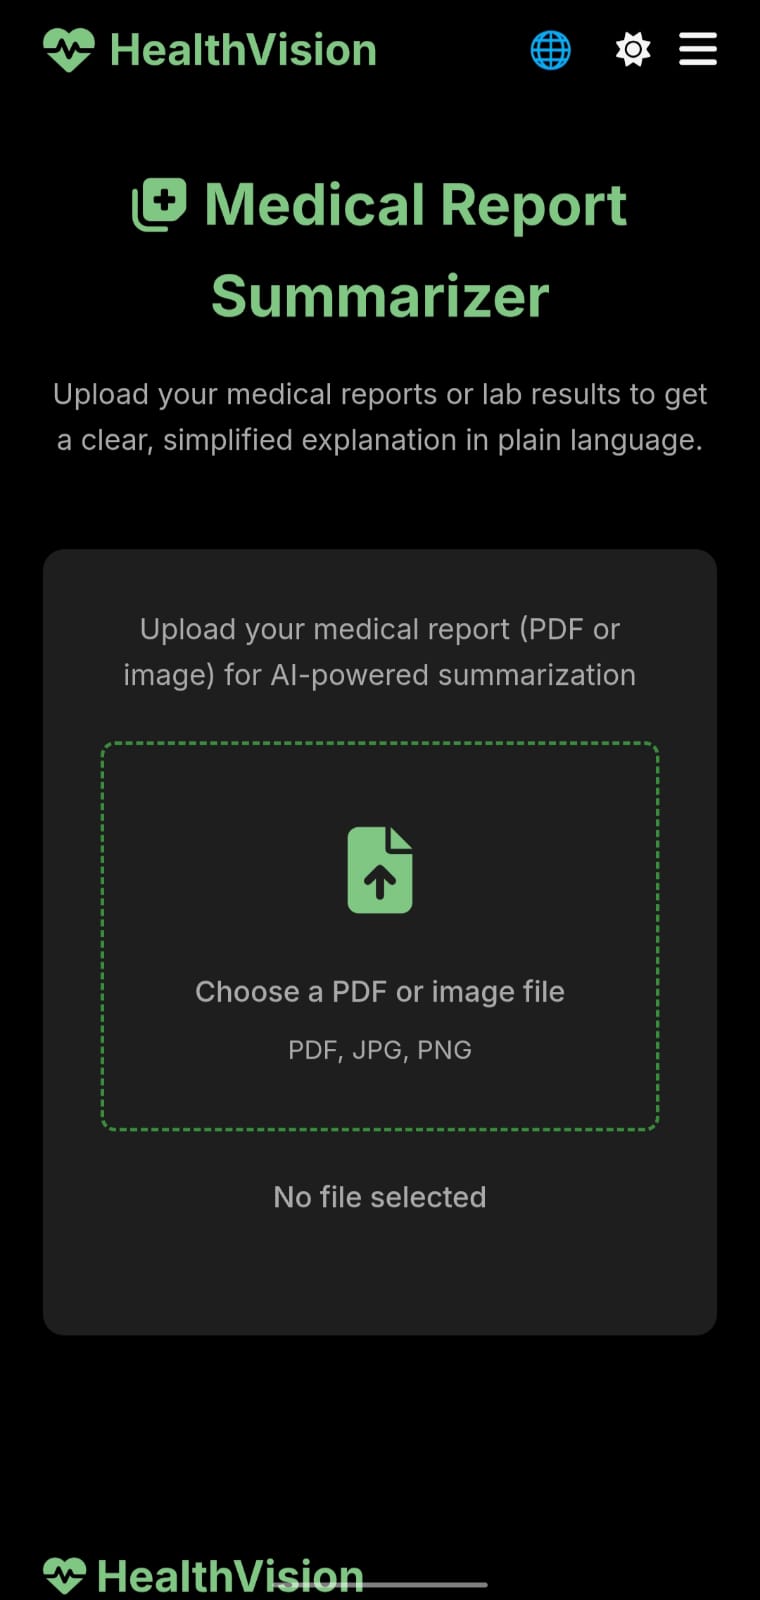 HealthVision
Medical Report
Summarizer
Upload your medical reports or lab results to get
a clear, simplified explanation in plain language.
Upload your medical report (PDF or
image) for AI-powered summarization
Choose a PDF or image file
PDF, JPG, PNG
No file selected
HealthVision